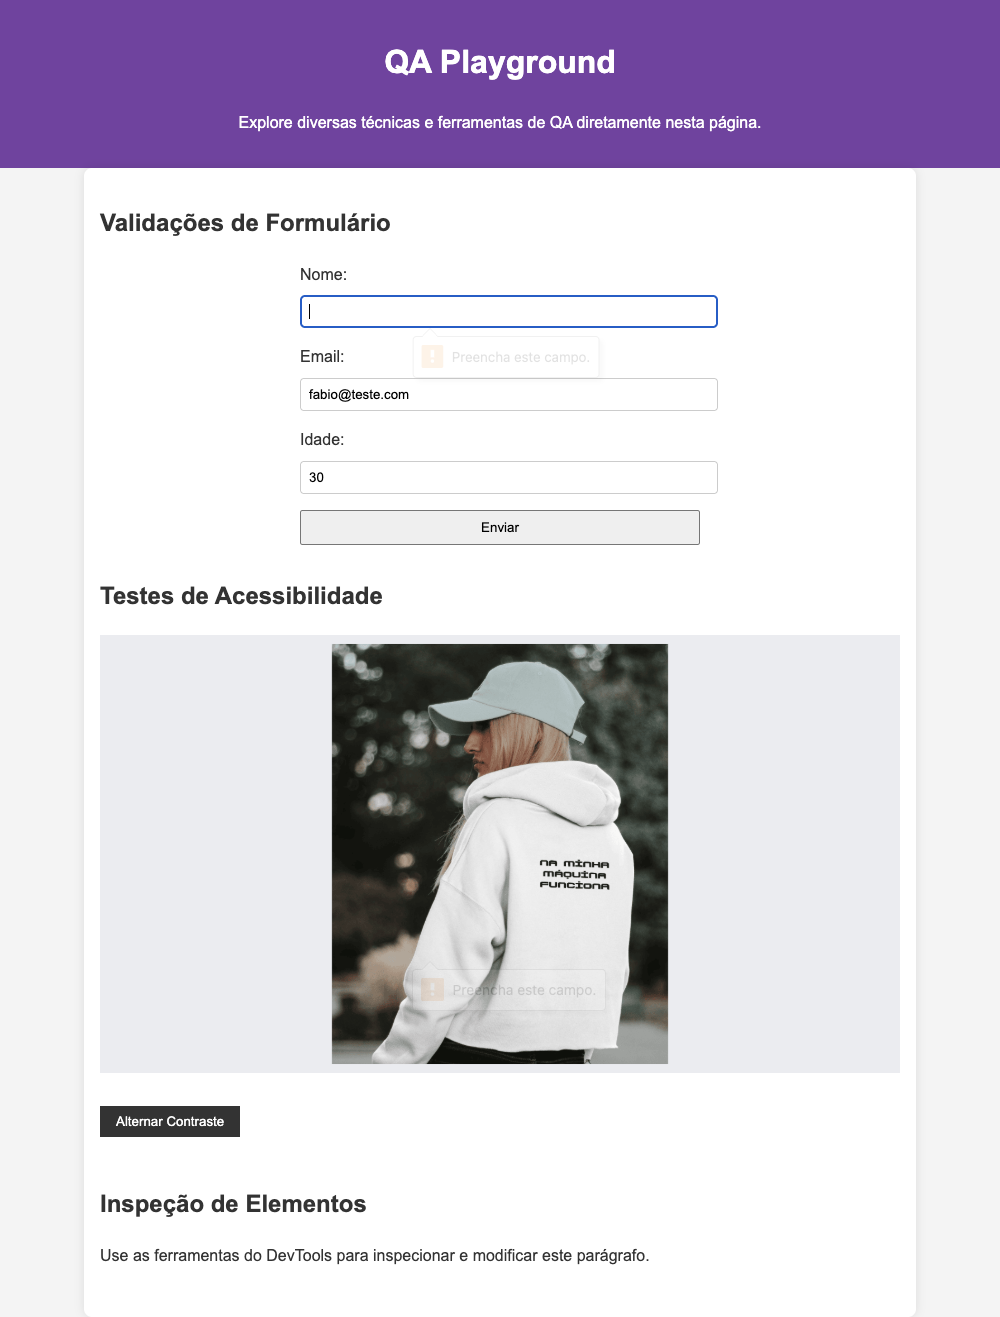 QA Playground
Explore diversas técnicas e ferramentas de QA diretamente nesta página.
Validações de Formulário
Nome:
Preencha este campo.
Email:
fabio@teste.com
Idade:
30
Enviar
Testes de Acessibilidade
NA MINHA
MÁQUINA
FUNCIONA
Preencha este campo.
Alternar Contraste
Inspeção de Elementos
Use as ferramentas do DevTools para inspecionar e modificar este parágrafo.